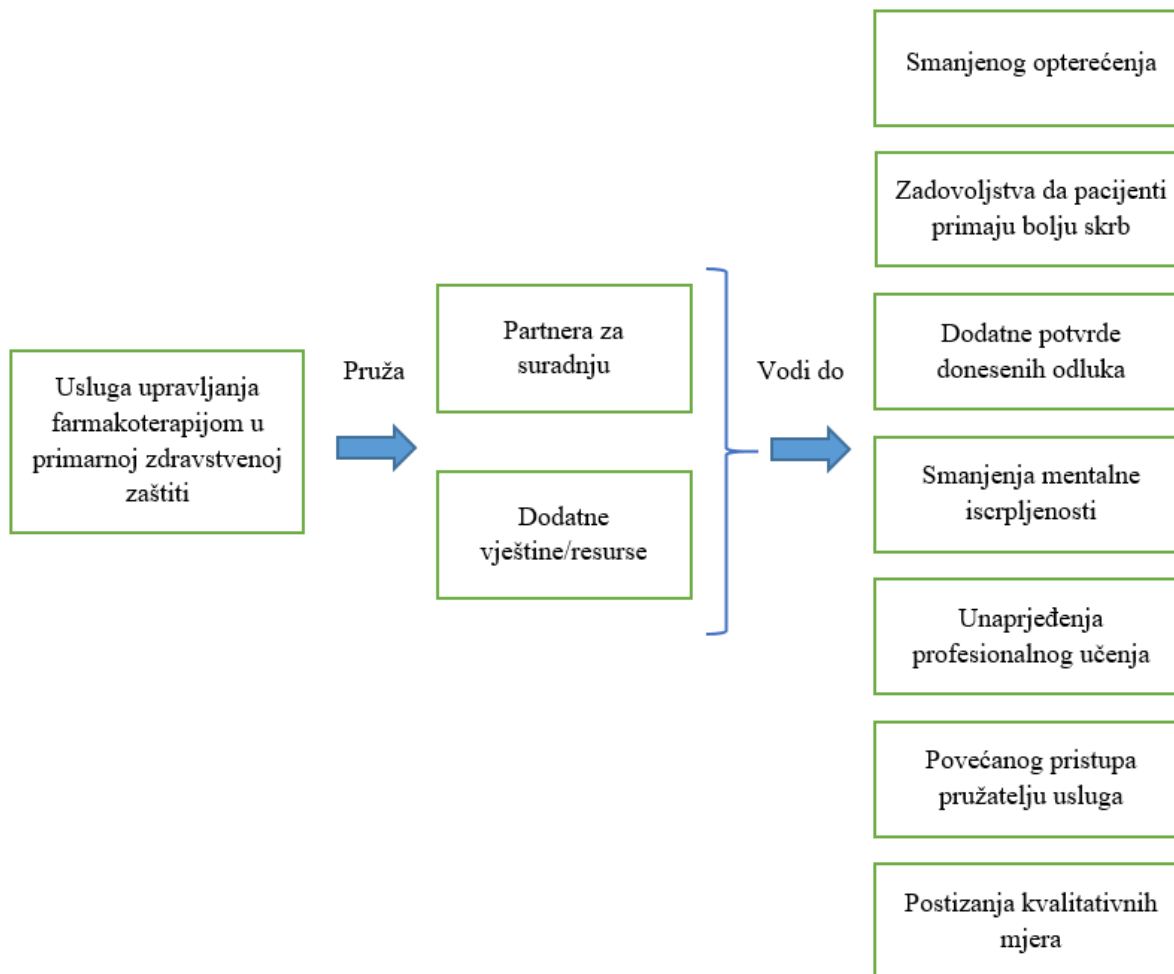 Usluga upravljanja
farmakoterapijom u
primarnoj zdravstvenoj
zaštiti
Pruža
Partnera za
suradnju
Dodatne
vještine/resurse
Vodi do
Smanjenog opterećenja
Zadovoljstva da pacijenti
primaju bolju skrb
Dodatne potvrde
donesenih odluka
Smanjenja mentalne
iscrpljenosti
Unaprjeđenja
profesionalnog učenja
Povećanog pristupa
pružatelju usluga
Postizanja kvalitativnih
mjera